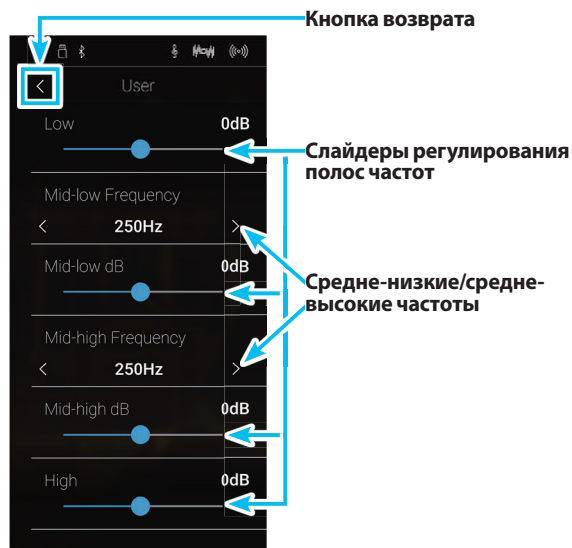 Кнопка возврата
User
Low 0dB
Слайдеры регулирования
полос частот
Mid-low Frequency
250Hz
Mid-low dB 0dB
Средне-низкие/средне-
высокие частоты
Mid-high Frequency
250Hz
Mid-high dB 0dB
High 0dB